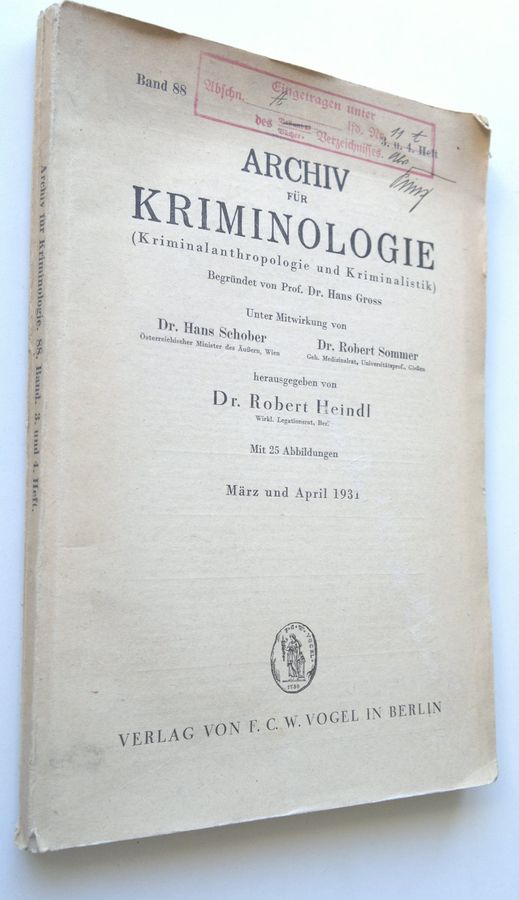 Band 88
3. u. 4. Heft
Eingetragen unter
Abschn. A lfd. Nr. 11 t
des Verzeichnisses.
ARCHIV
FÜR
KRIMINOLOGIE
(Kriminalanthropologie und Kriminalistik)
Begründet von Prof. Dr. Hans Gross
Unter Mitwirkung von
Dr. Hans Schober
Österreichischer Minister des Äußern, Wien
Dr. Robert Sommer
Geh. Medizinalrat, Universitätsprof., Gießen
herausgegeben von
Dr. Robert Heindl
Wirkl. Legationsrat, Berl
Mit 25 Abbildungen
März und April 1931
F.C.W. VOGEL
VERLAG VON F. C. W. VOGEL IN BERLIN
Archiv für Kriminologie. 88. Band. 3. und 4. Heft.